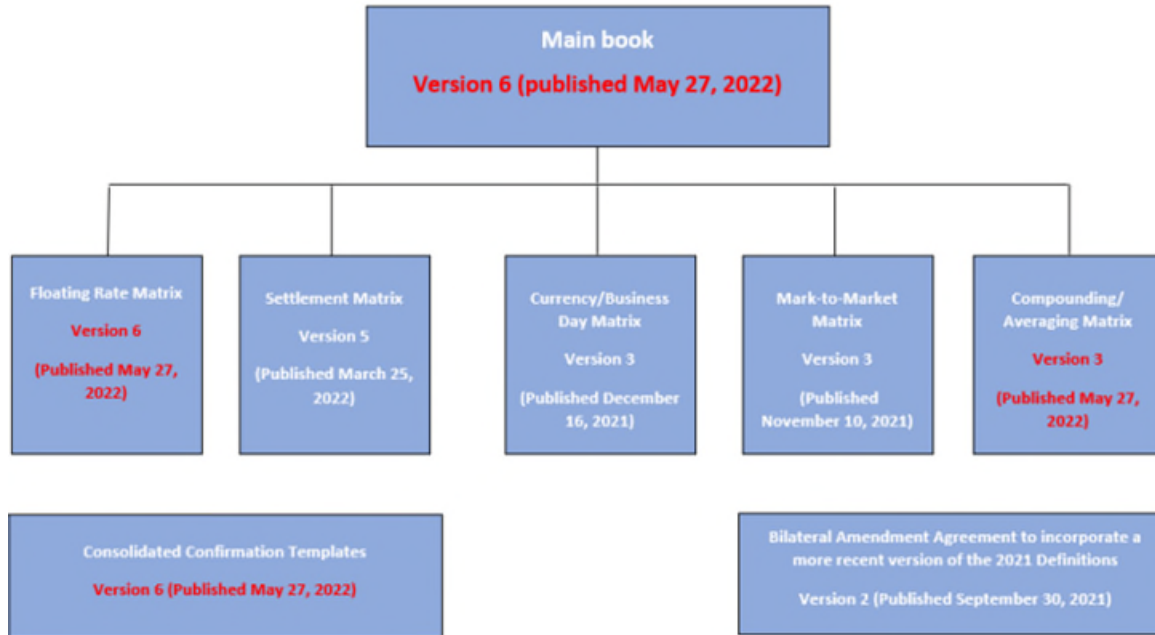 Main book
Version 6 (published May 27, 2022)
Floating Rate Matrix
Version 6
(Published May 27,
2022)
Settlement Matrix
Version 5
(Published March 25,
2022)
Currency/Business
Day Matrix
Version 3
(Published December
16, 2021)
Mark-to-Market
Matrix
Version 3
(Published
November 10, 2021)
Compounding/
Averaging Matrix
Version 3
(Published May 27,
2022)
Consolidated Confirmation Templates
Version 6 (Published May 27, 2022)
Bilateral Amendment Agreement to incorporate a
more recent version of the 2021 Definitions
Version 2 (Published September 30, 2021)